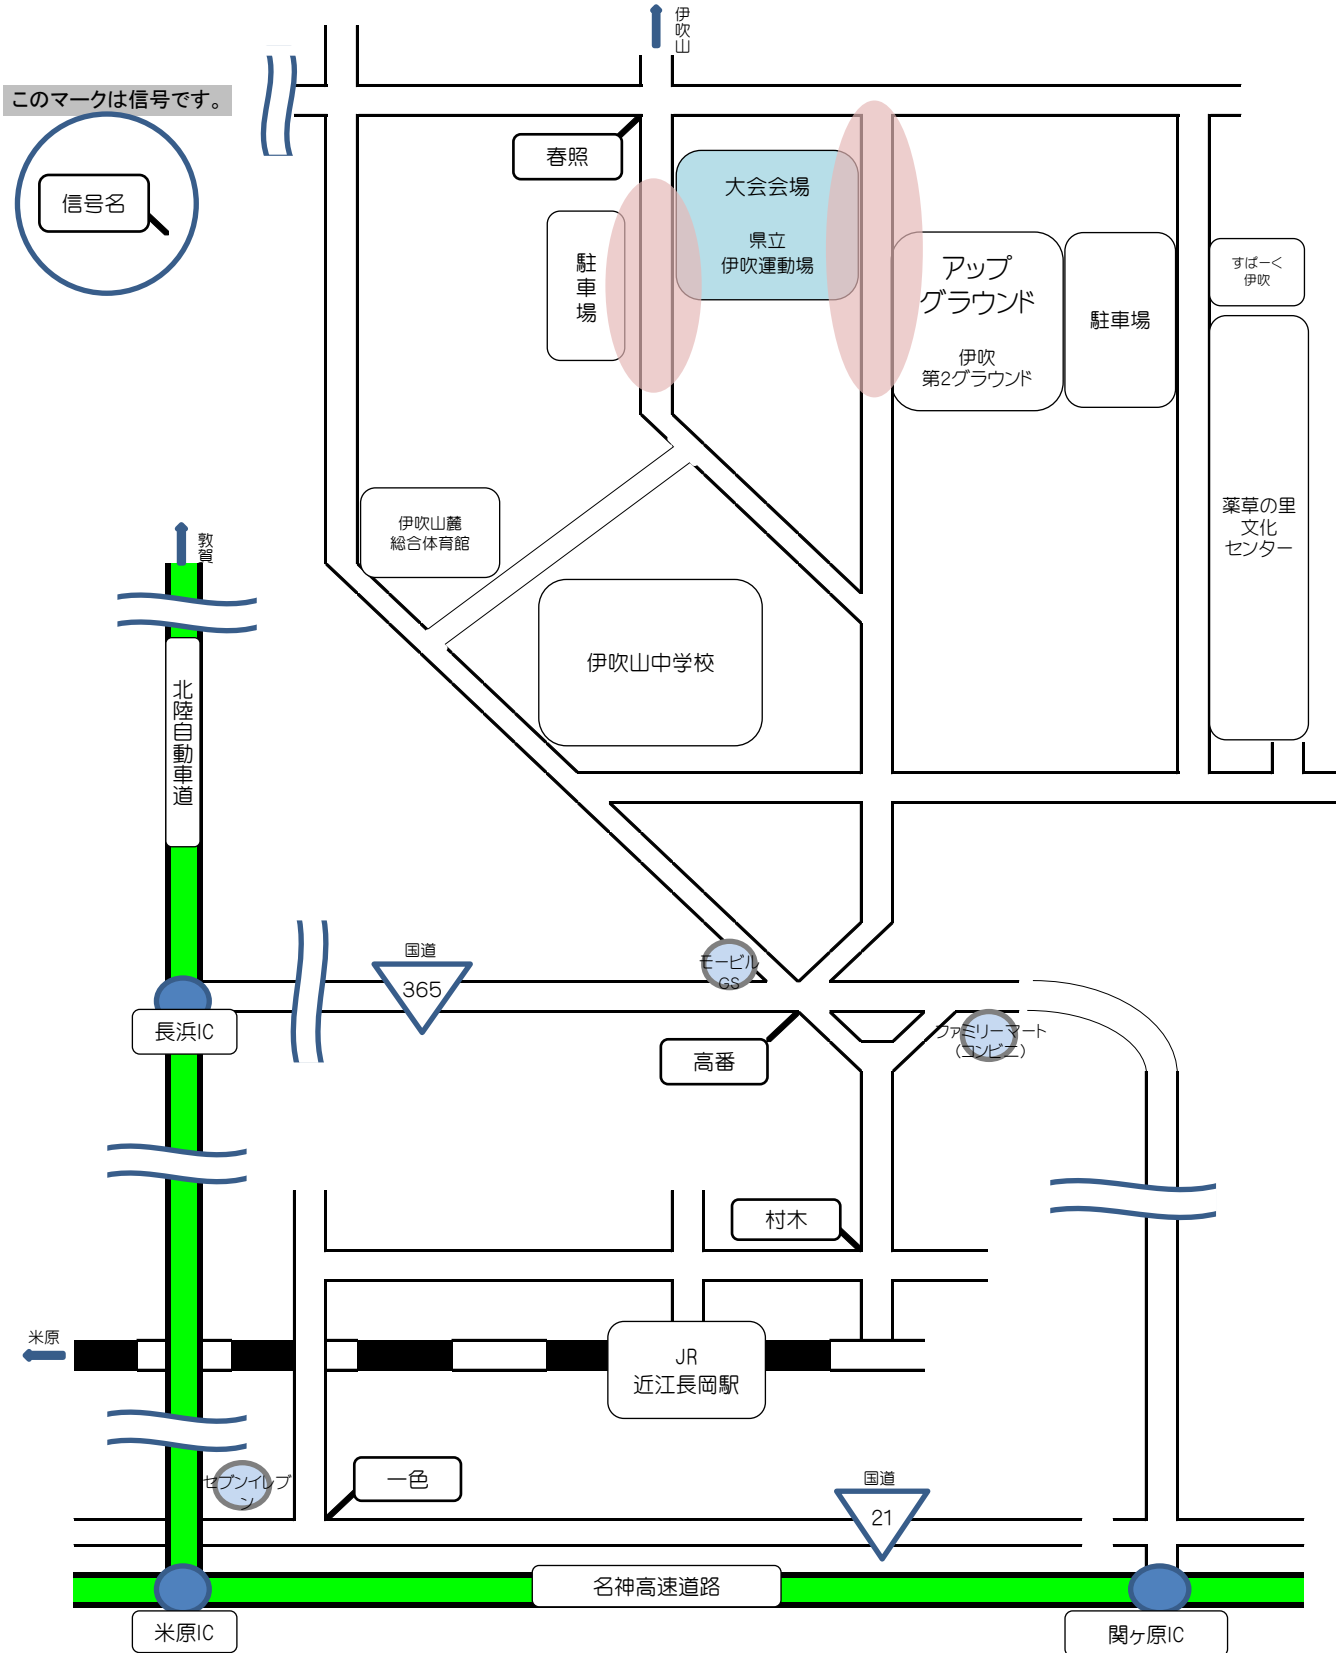 伊吹山
このマークは信号です。
信号名
春照
大会会場
県立
伊吹運動場
駐車場
アップ
グラウンド
伊吹
第2グラウンド
駐車場
すぱーく
伊吹
薬草の里
文化
センター
伊吹山麓
総合体育館
敦賀
伊吹山中学校
北陸自動車道
国道
365
モービル
GS
長浜IC
高番
ファミリーマート
(コンビニ)
村木
米原
JR
近江長岡駅
セブンイレブ
ン
一色
国道
21
名神高速道路
米原IC
関ヶ原IC